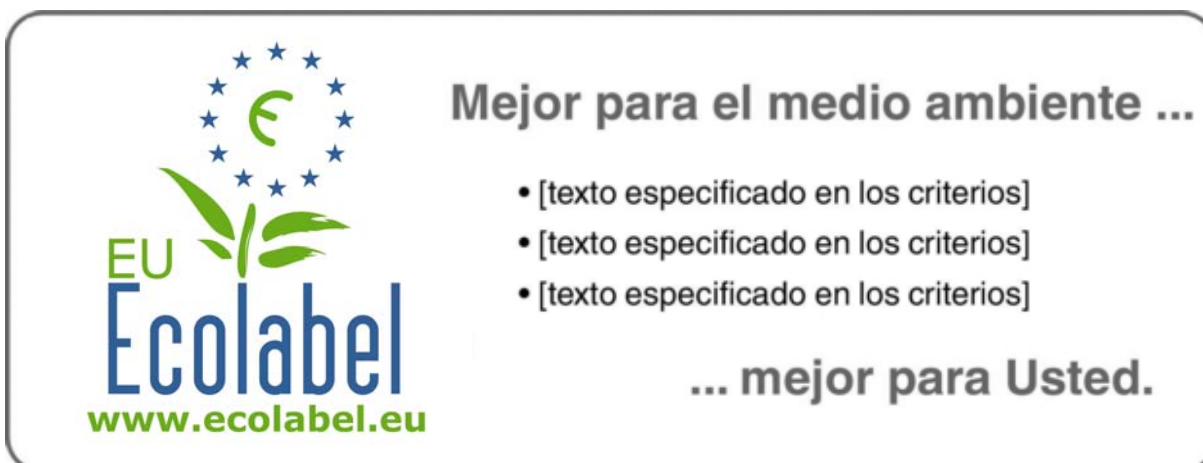 Mejor para el medio ambiente ...
• [texto especificado en los criterios]
• [texto especificado en los criterios]
• [texto especificado en los criterios]
... mejor para Usted.
EU
Ecolabel
www.ecolabel.eu